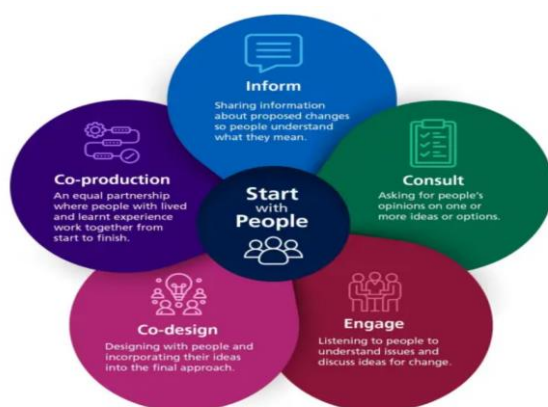 Inform
Sharing information
about proposed changes
so people understand
what they mean.
Consult
Asking for people's
opinions on one or
more ideas or options.
Engage
Listening to people to
understand issues and
discuss ideas for change.
Co-design
Designing with people and
incorporating their ideas
into the final approach.
Co-production
An equal partnership
where people with lived
and learnt experience
work together from
start to finish.
Start
with
People